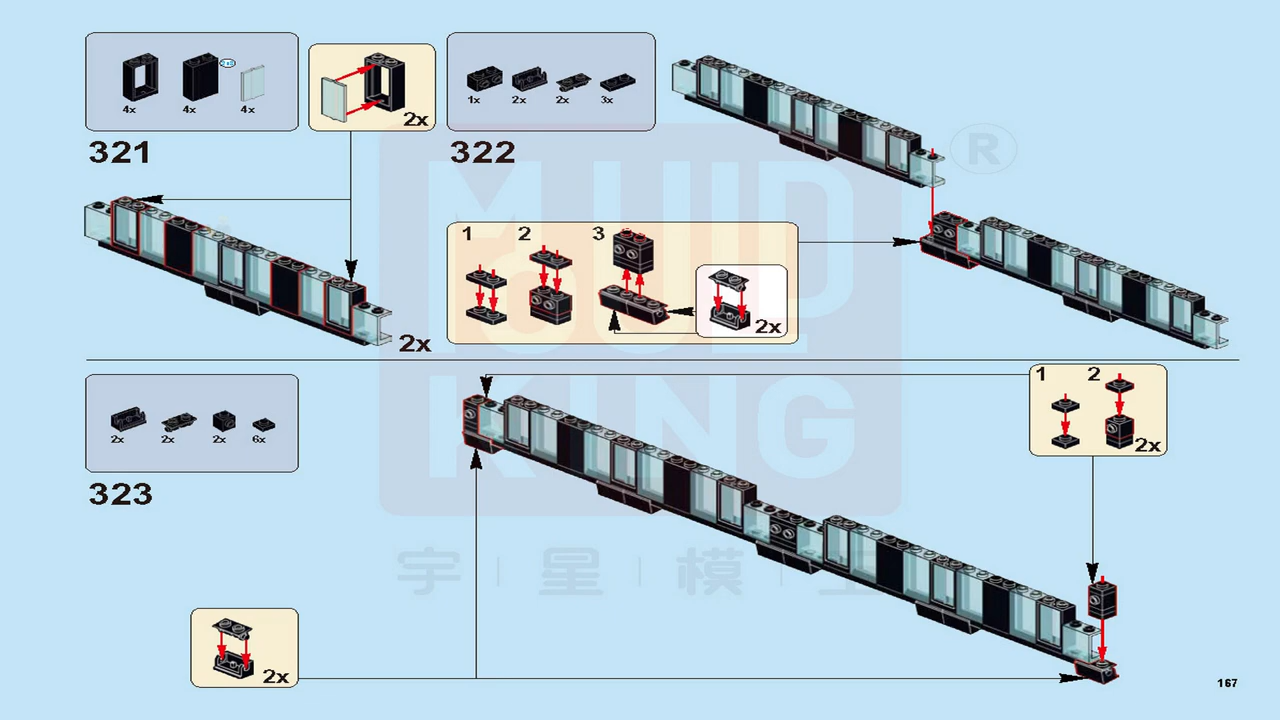 4x 4x 4x
2x
321
2x
1x 2x 2x 3x
322
1 2 3
2x
2x 2x 2x 6x
323
1 2
2x
2x
MOULD
KING
®
宇 | 星 | 模 | 王
167